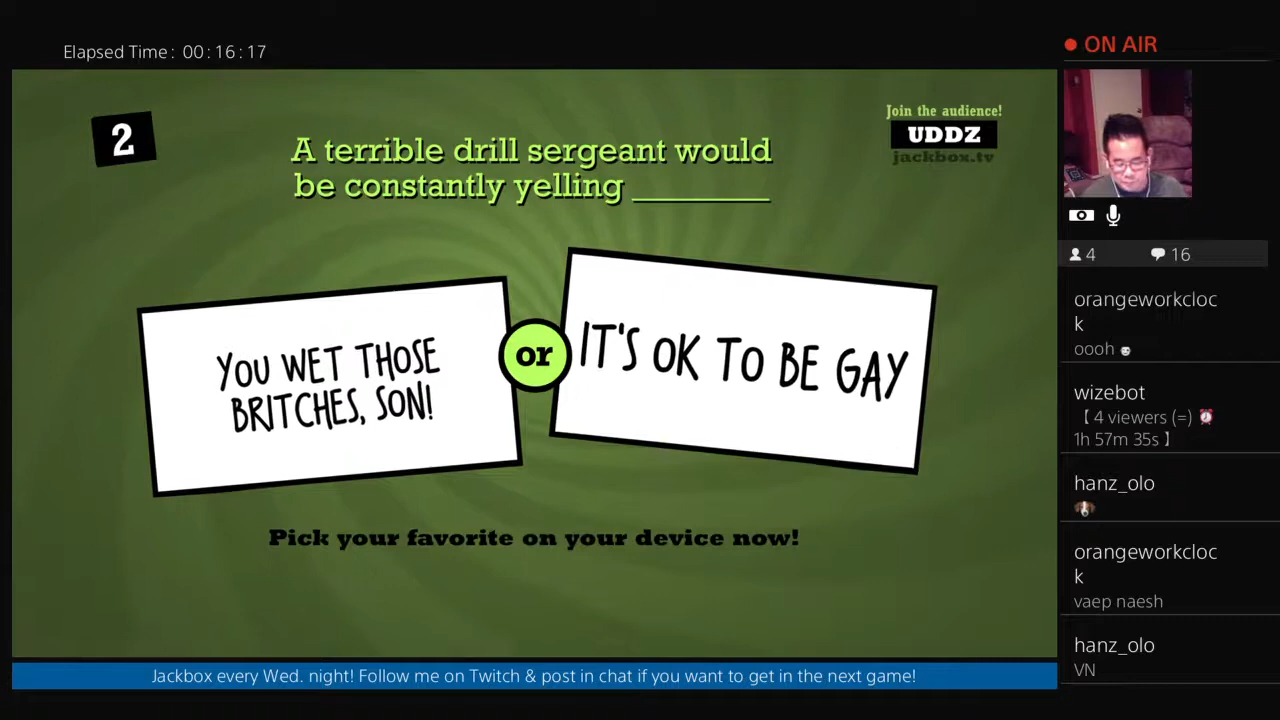 Elapsed Time: 00:16:17
ON AIR
2
Join the audience!
UDDZ
jackbox.tv
A terrible drill sergeant would
be constantly yelling ________
YOU WET THOSE
BRITCHES, SON!
or
IT'S OK TO BE GAY
Pick your favorite on your device now!
Jackbox every Wed. night! Follow me on Twitch & post in chat if you want to get in the next game!
4 16
orangeworkcloc
k
oooh
wizebot
【 4 viewers (=)
1h 57m 35s 】
hanz_olo
orangeworkcloc
k
vaep naesh
hanz_olo
VN